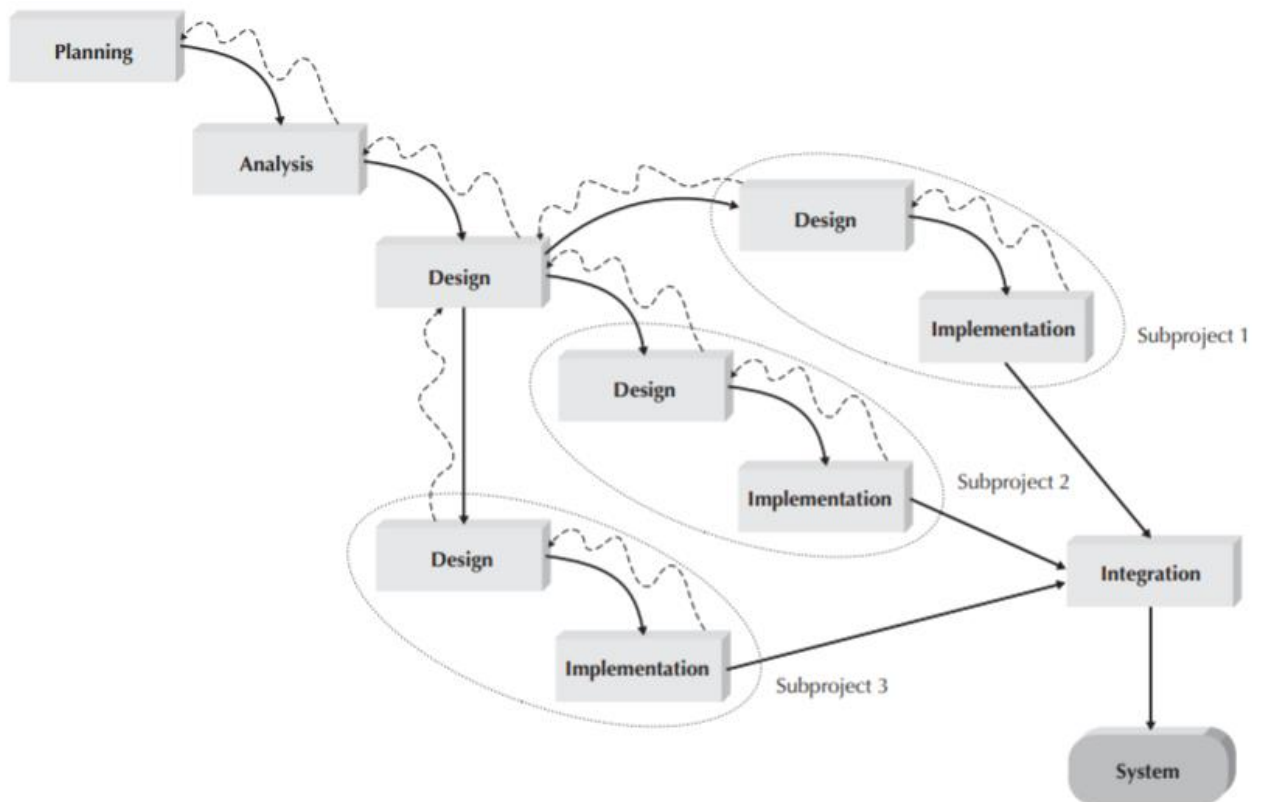 Planning
Analysis
Design
Design
Implementation
Subproject 1
Design
Implementation
Subproject 2
Design
Implementation
Subproject 3
Integration
System